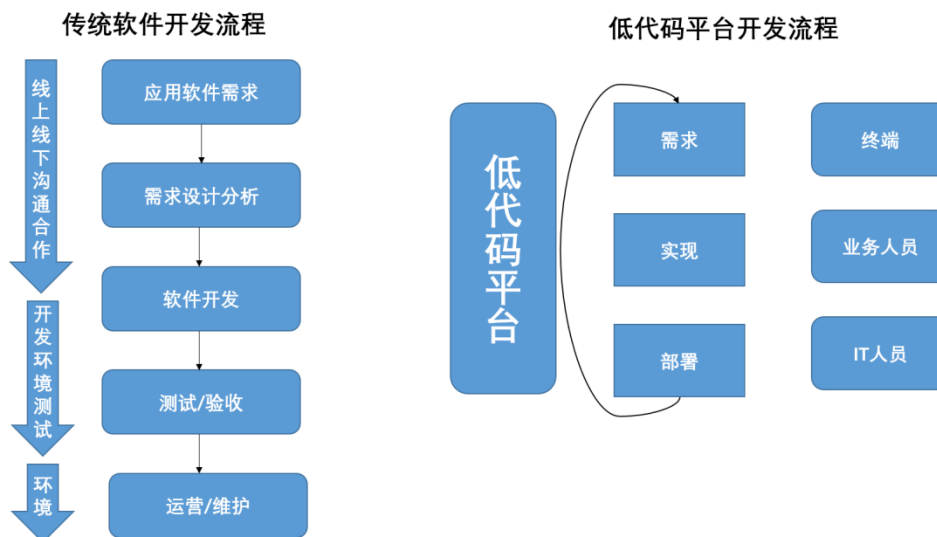 传统软件开发流程
线上线下沟通合作
开发环境测试
环境
应用软件需求
需求设计分析
软件开发
测试/验收
运营/维护
低代码平台开发流程
低代码平台
需求
实现
部署
终端
业务人员
IT人员